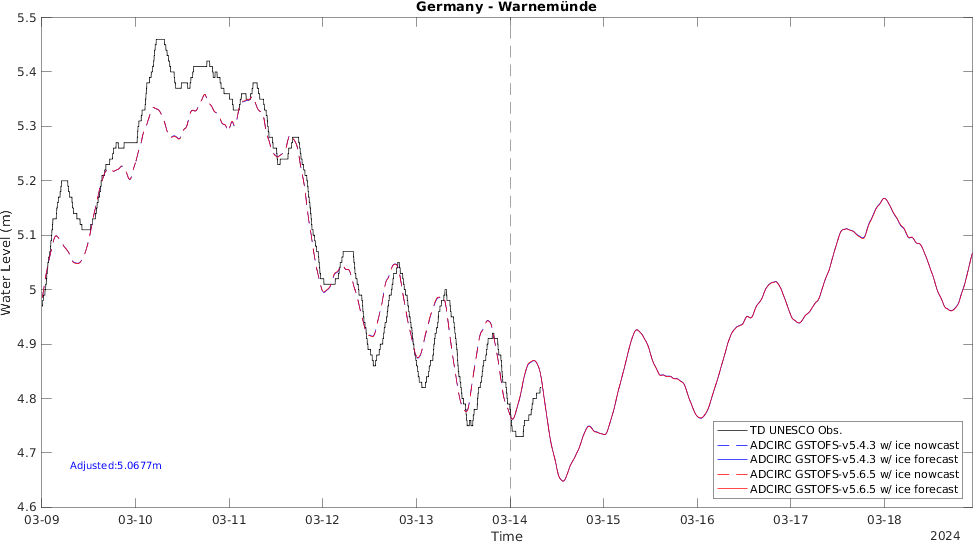 Germany - Warnemünde
5.5
5.4
5.3
5.2
5.1
5
4.9
4.8
4.7
4.6
Water Level (m)
Adjusted:5.0677m
TD UNESCO Obs.
ADCIRC GSTOFS-v5.4.3 w/ ice nowcast
ADCIRC GSTOFS-v5.4.3 w/ ice forecast
ADCIRC GSTOFS-v5.6.5 w/ ice nowcast
ADCIRC GSTOFS-v5.6.5 w/ ice forecast
03-09 03-10 03-11 03-12 03-13 03-14 03-15 03-16 03-17 03-18
Time
2024